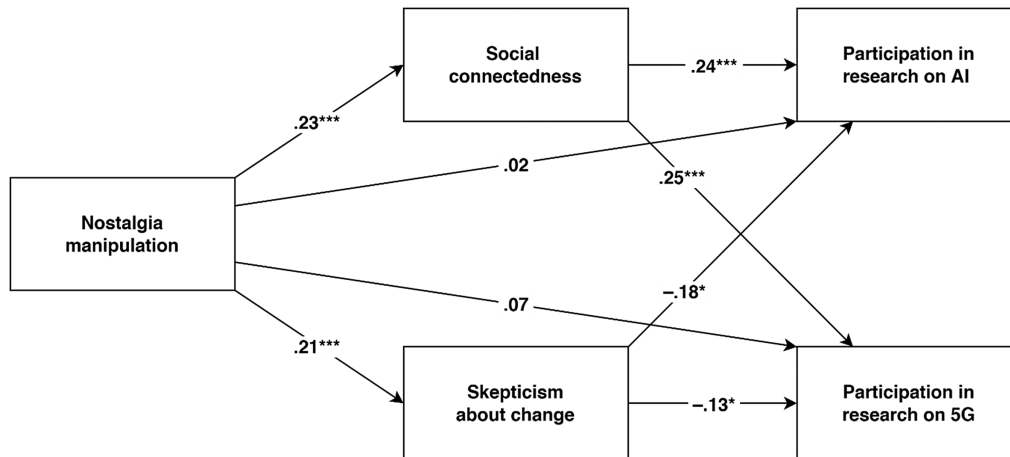 Social
connectedness
.24***
Participation in
research on AI
.23***
.02
.25***
Nostalgia
manipulation
–.18*
.07
.21***
Skepticism
about change
–.13*
Participation in
research on 5G